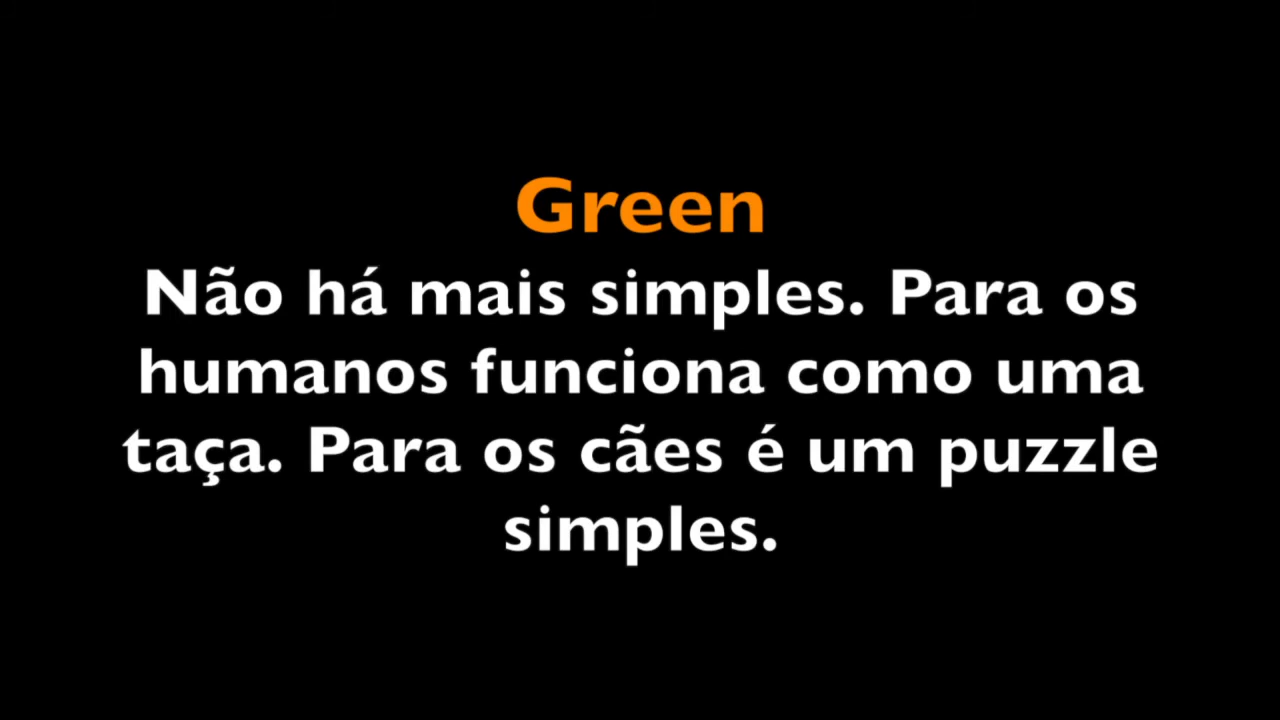 Green
Não há mais simples. Para os
humanos funciona como uma
taça. Para os cães é um puzzle
simples.